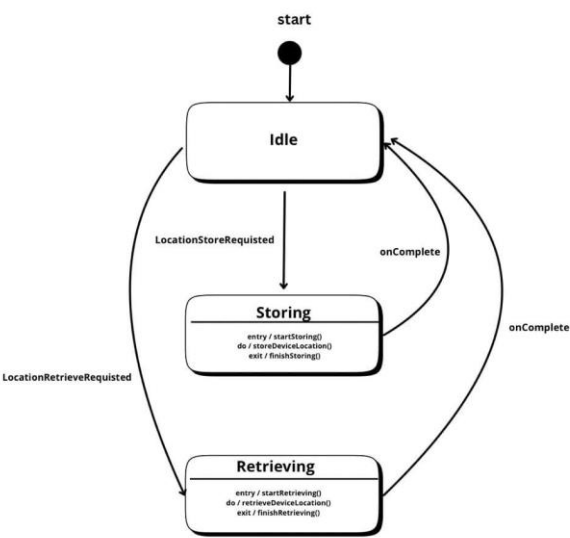 start
Idle
LocationStoreRequisted
onComplete
Storing
entry / startStoring()
do / storeDeviceLocation()
exit / finishStoring()
onComplete
LocationRetrieveRequisted
Retrieving
entry / startRetrieving()
do / retrieveDeviceLocation()
exit / finishRetrieving()